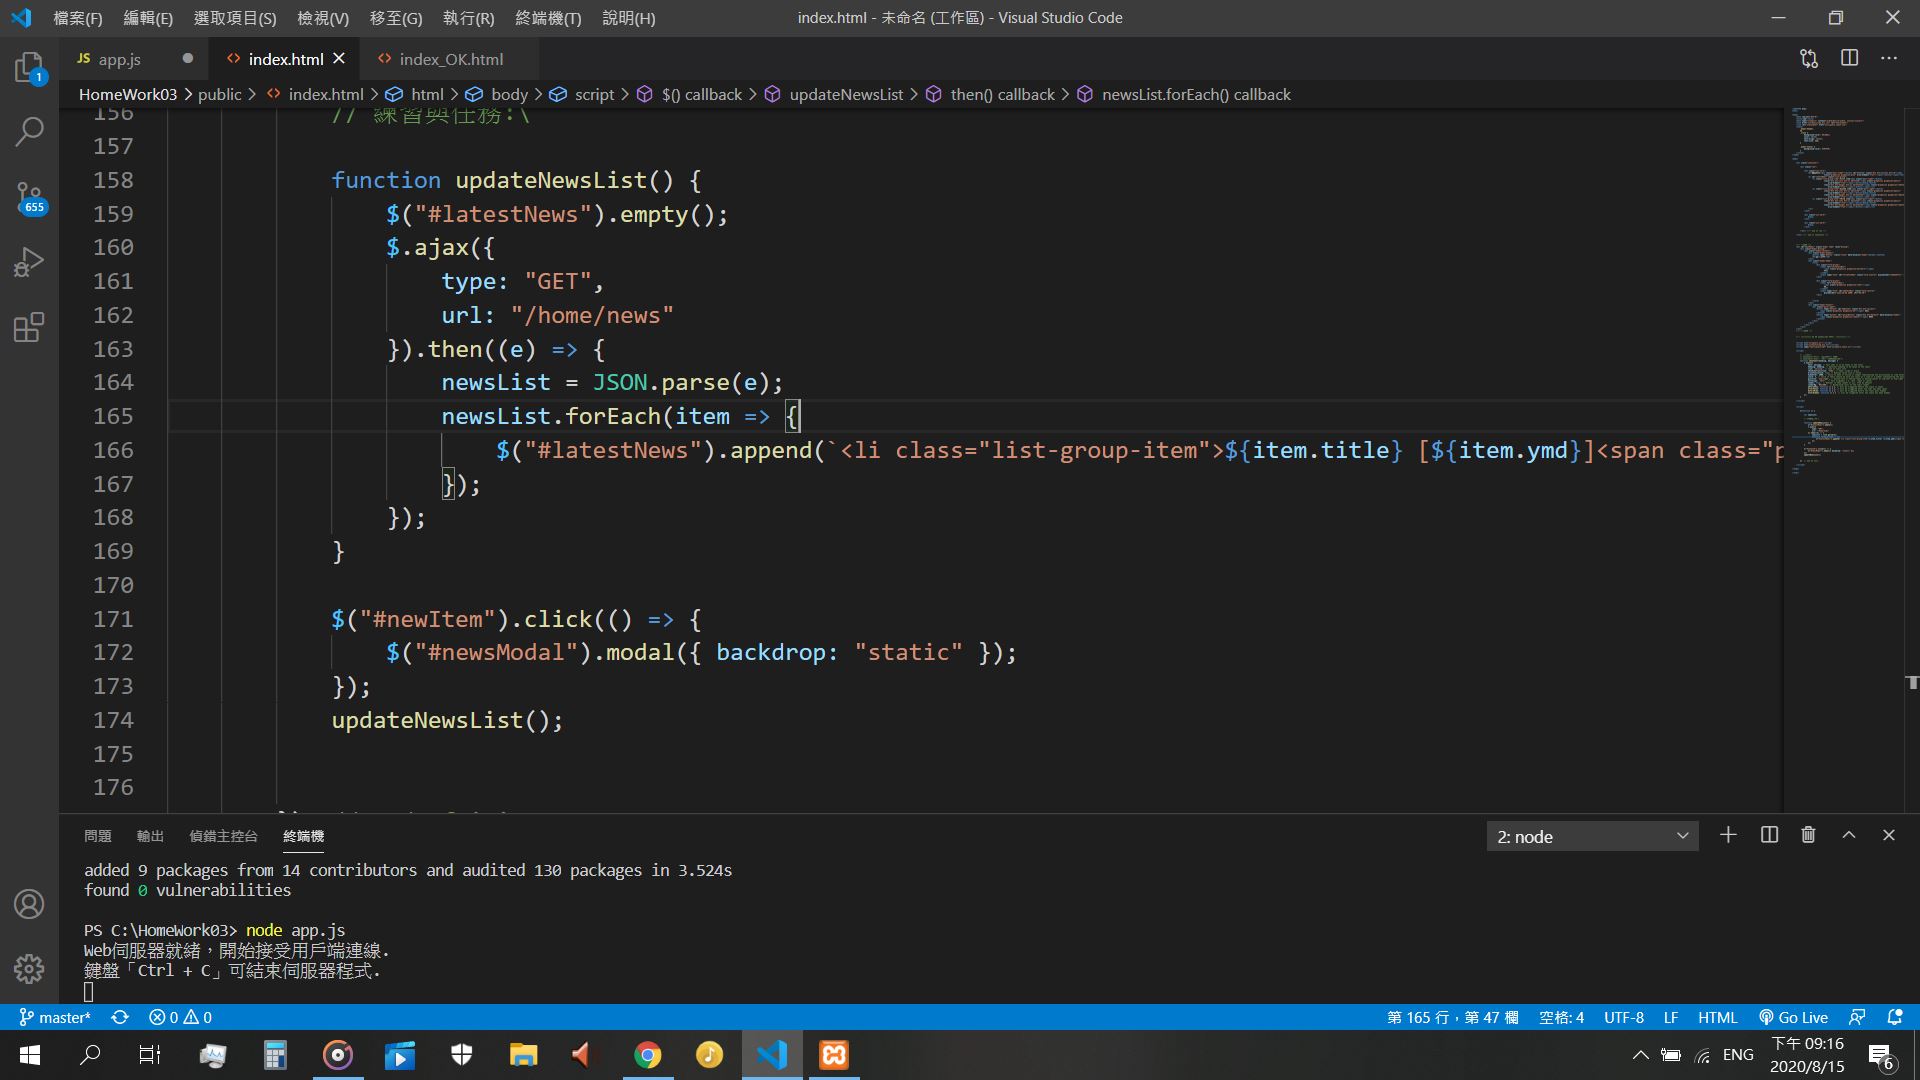 檔案(F) 編輯(E) 選取項目(S) 檢視(V) 移至(G) 執行(R) 終端機(T) 說明(H) index.html - 未命名 (工作區) - Visual Studio Code
JS app.js index.html index_OK.html
1
HomeWork03 > public > index.html > html > body > script > $() callback > updateNewsList > then() callback > newsList.forEach() callback
156 // 練習與任務:\
157
158 function updateNewsList() {
159 $("#latestNews").empty();
160 $.ajax({
161 type: "GET",
162 url: "/home/news"
163 }).then((e) => {
164 newsList = JSON.parse(e);
165 newsList.forEach(item => {
166 $("#latestNews").append(`<li class="list-group-item">${item.title} [${item.ymd}]<span class="p
167 });
168 });
169 }
170
171 $("#newItem").click(() => {
172 $("#newsModal").modal({ backdrop: "static" });
173 });
174 updateNewsList();
175
176
655
問題 輸出 偵錯主控台 終端機 2: node
added 9 packages from 14 contributors and audited 130 packages in 3.524s
found 0 vulnerabilities
PS C:\HomeWork03> node app.js
Web伺服器就緒，開始接受用戶端連線.
鍵盤「Ctrl + C」可結束伺服器程式.
master* 0 0 第 165 行，第 47 欄 空格: 4 UTF-8 LF HTML Go Live
ENG 下午 09:16
2020/8/15
6